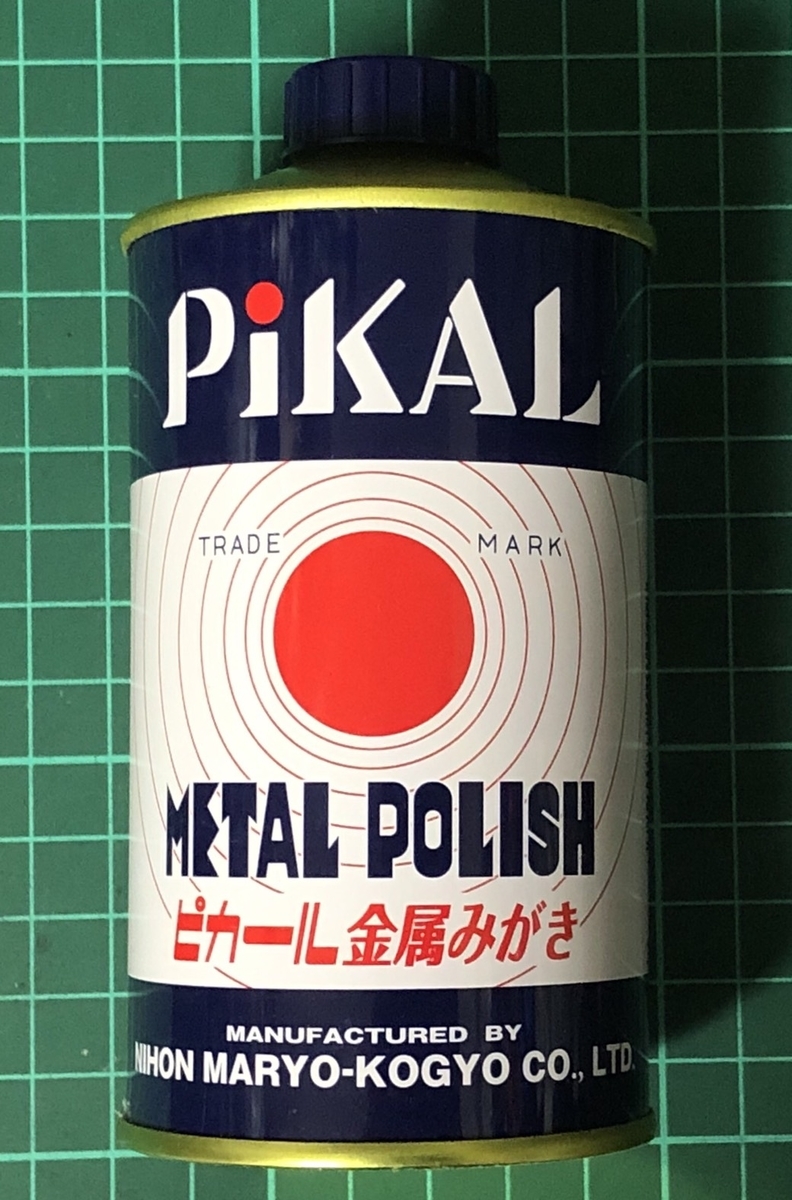 PiKAL
TRADE MARK
METAL POLISH
ピカール金属みがき
MANUFACTURED BY
NIHON MARYO-KOGYO CO., LTD.